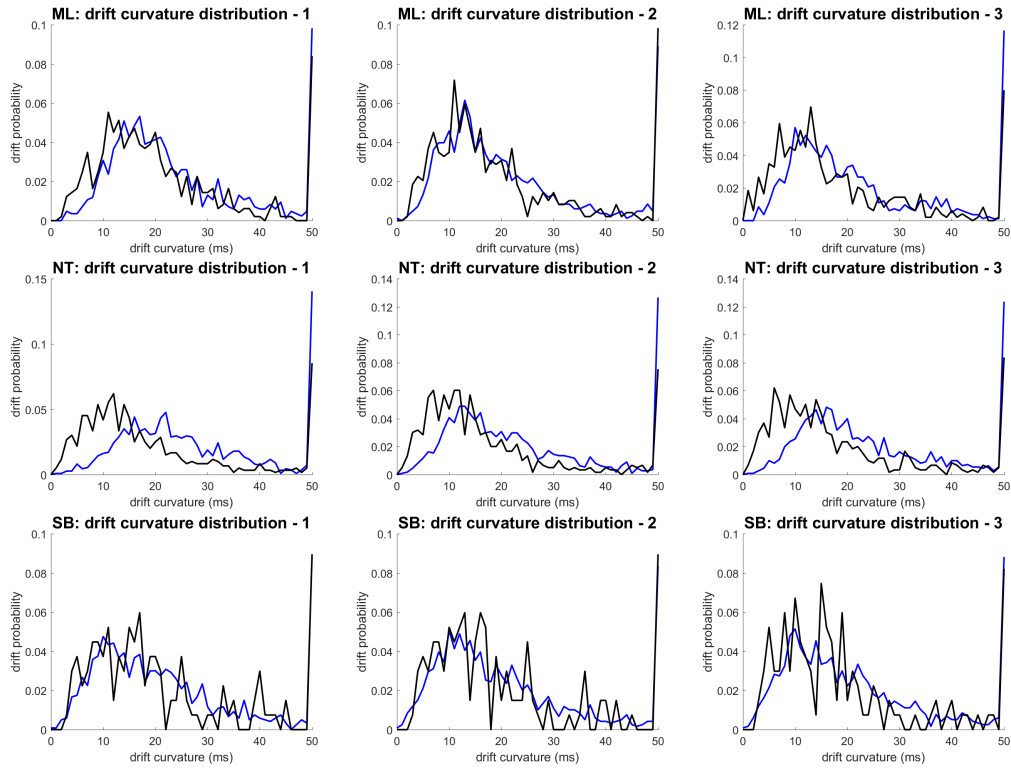 ML: drift curvature distribution - 1
drift probability
0.1
0.08
0.06
0.04
0.02
0
0 10 20 30 40 50
drift curvature (ms)
ML: drift curvature distribution - 2
drift probability
0.1
0.08
0.06
0.04
0.02
0
0 10 20 30 40 50
drift curvature (ms)
ML: drift curvature distribution - 3
drift probability
0.12
0.1
0.08
0.06
0.04
0.02
0
0 10 20 30 40 50
drift curvature (ms)
NT: drift curvature distribution - 1
drift probability
0.15
0.1
0.05
0
0 10 20 30 40 50
drift curvature (ms)
NT: drift curvature distribution - 2
drift probability
0.14
0.12
0.1
0.08
0.06
0.04
0.02
0
0 10 20 30 40 50
drift curvature (ms)
NT: drift curvature distribution - 3
drift probability
0.14
0.12
0.1
0.08
0.06
0.04
0.02
0
0 10 20 30 40 50
drift curvature (ms)
SB: drift curvature distribution - 1
drift probability
0.1
0.08
0.06
0.04
0.02
0
0 10 20 30 40 50
drift curvature (ms)
SB: drift curvature distribution - 2
drift probability
0.1
0.08
0.06
0.04
0.02
0
0 10 20 30 40 50
drift curvature (ms)
SB: drift curvature distribution - 3
drift probability
0.1
0.08
0.06
0.04
0.02
0
0 10 20 30 40 50
drift curvature (ms)